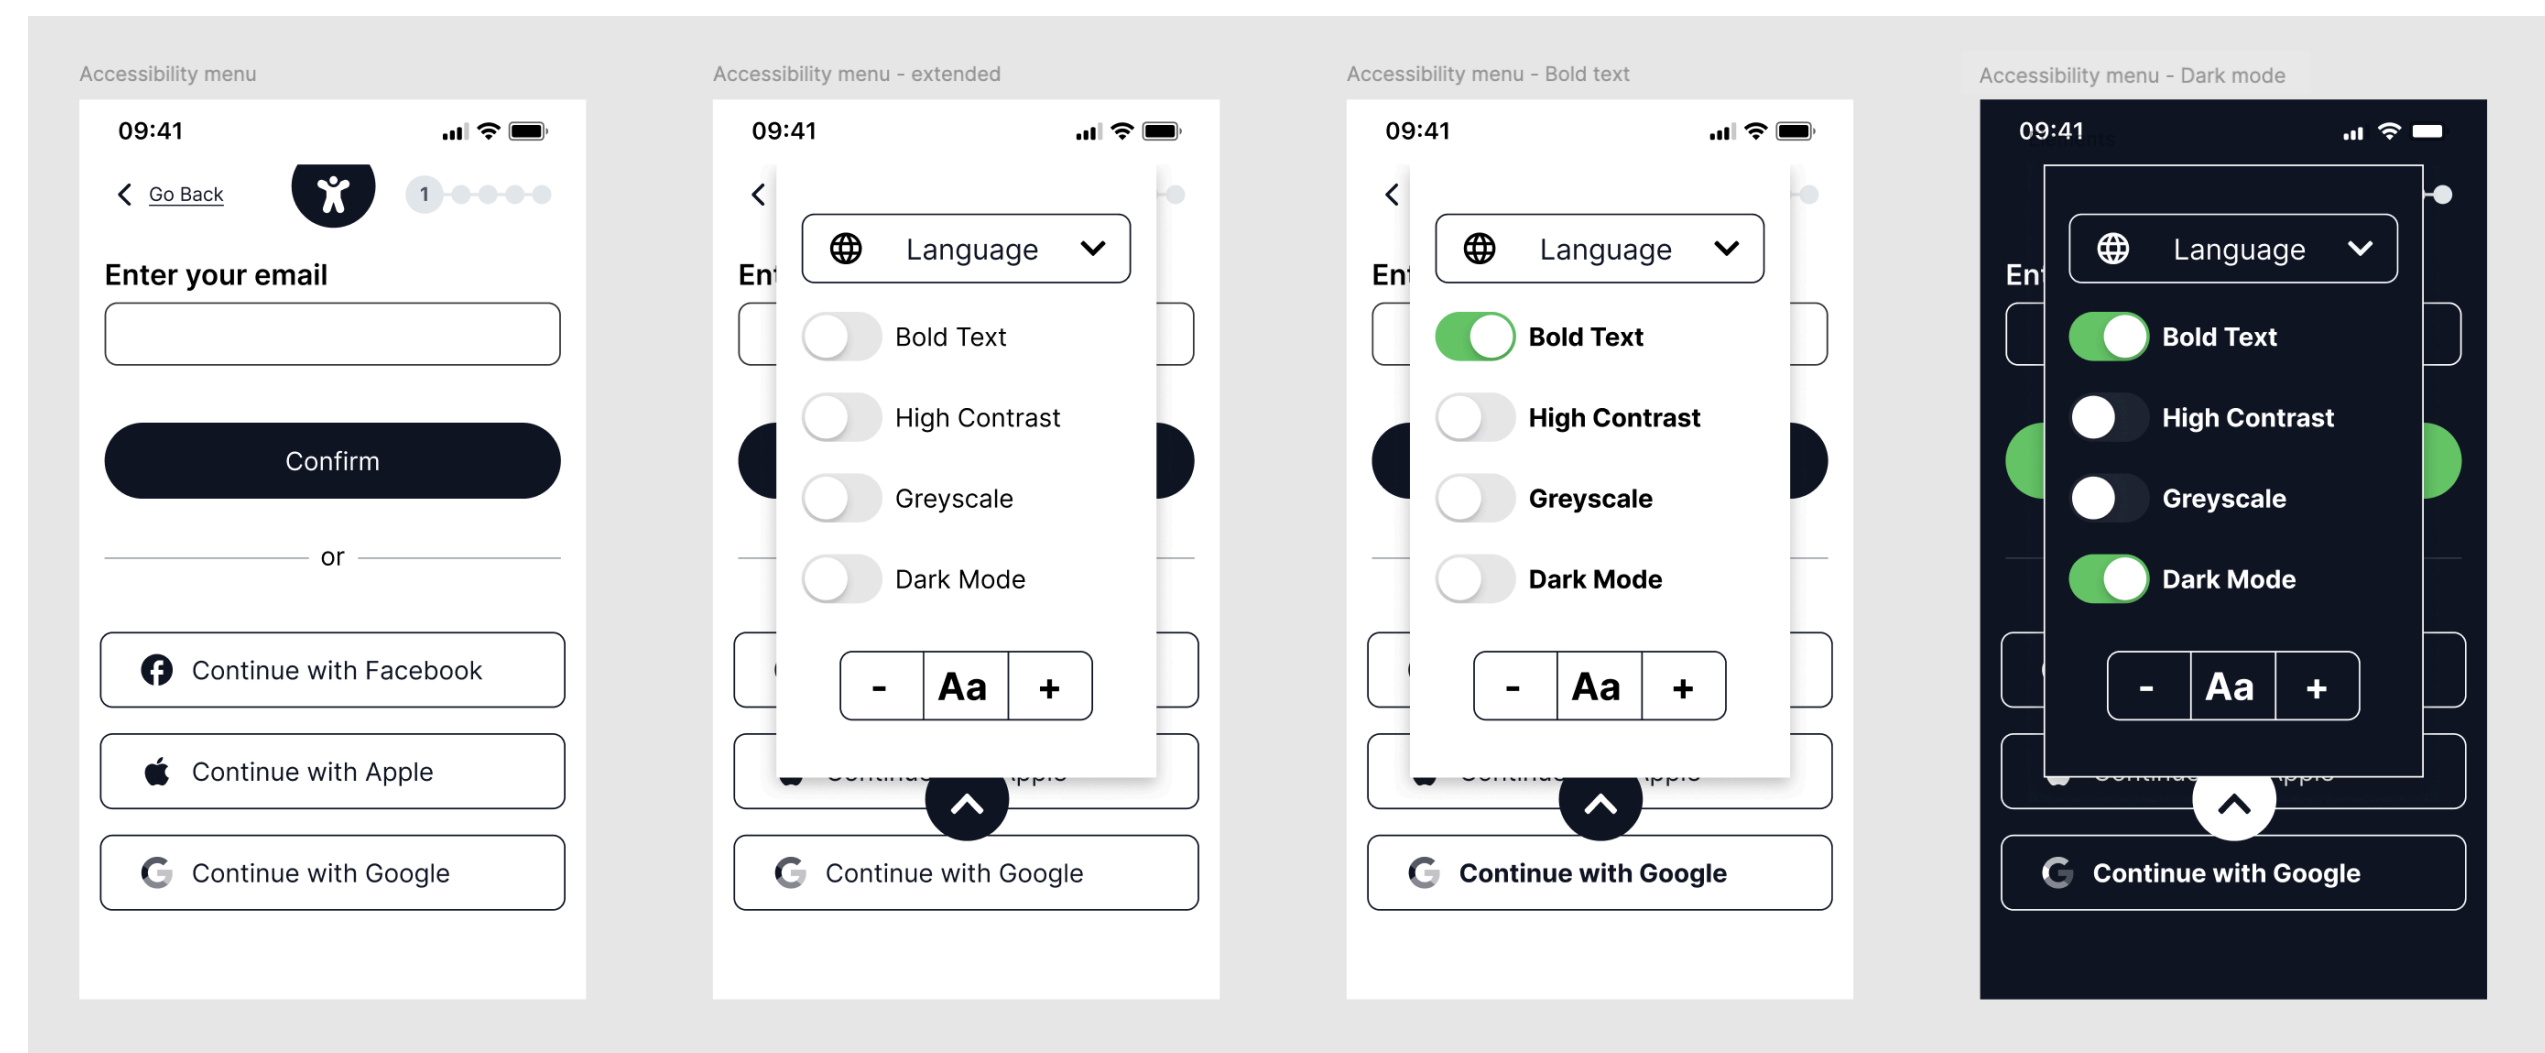 Accessibility menu
09:41
Go Back
1
Enter your email
Confirm
or
Continue with Facebook
Continue with Apple
Continue with Google
Accessibility menu - extended
09:41
Language
Bold Text
High Contrast
Greyscale
Dark Mode
- Aa +
Continue with Google
Accessibility menu - Bold text
09:41
Language
Bold Text
High Contrast
Greyscale
Dark Mode
- Aa +
Continue with Google
Accessibility menu - Dark mode
09:41
Language
Bold Text
High Contrast
Greyscale
Dark Mode
- Aa +
Continue with Google